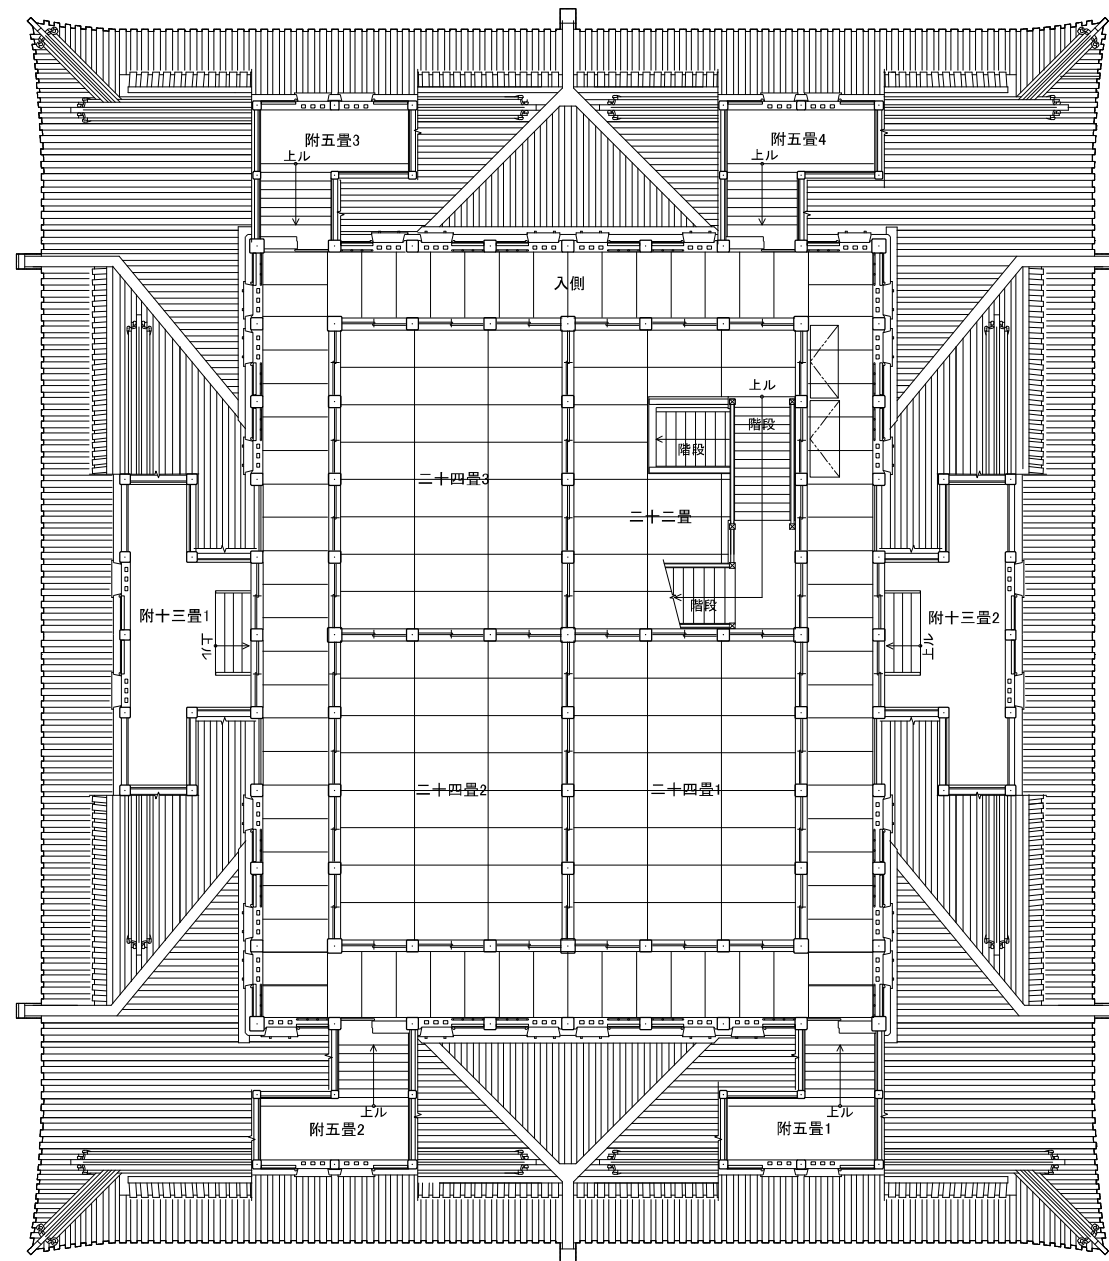 附五畳3
附五畳4
上ル
上ル
入側
上ル
階段
階段
二十四畳3
二十二畳
階段
附十三畳1
附十三畳2
上ル
上ル
二十四畳2
二十四畳1
上ル
上ル
附五畳2
附五畳1